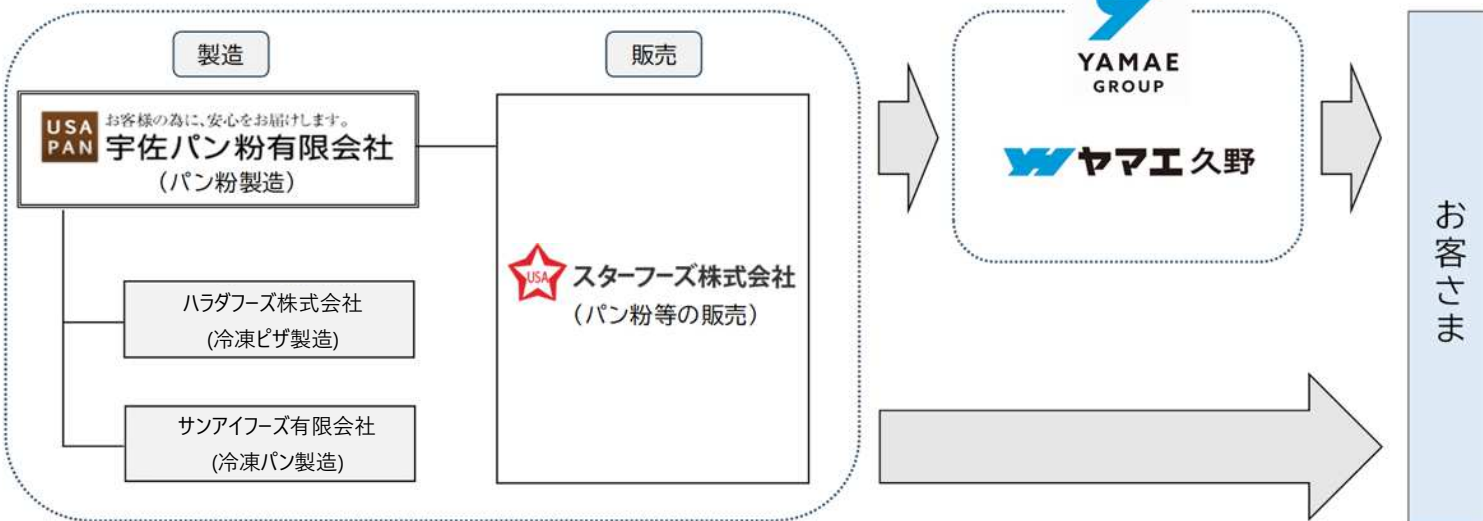 製造
USA
PAN
お客様の為に、安心をお届けします。
宇佐パン粉有限会社
(パン粉製造)
ハラダフーズ株式会社
(冷凍ピザ製造)
サンアイフーズ有限会社
(冷凍パン製造)
販売
USA
スターフーズ株式会社
(パン粉等の販売)
YAMAE
GROUP
ヤマエ久野
お客さま